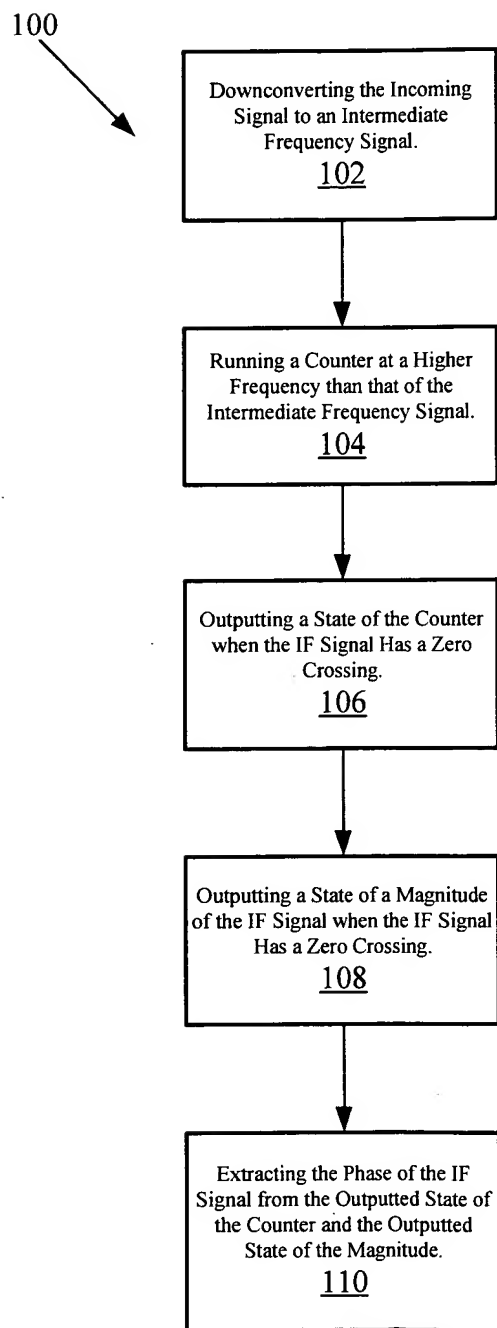 100
Downconverting the Incoming
Signal to an Intermediate
Frequency Signal.
102
Running a Counter at a Higher
Frequency than that of the
Intermediate Frequency Signal.
104
Outputting a State of the Counter
when the IF Signal Has a Zero
Crossing.
106
Outputting a State of a Magnitude
of the IF Signal when the IF Signal
Has a Zero Crossing.
108
Extracting the Phase of the IF
Signal from the Outputted State of
the Counter and the Outputted
State of the Magnitude.
110